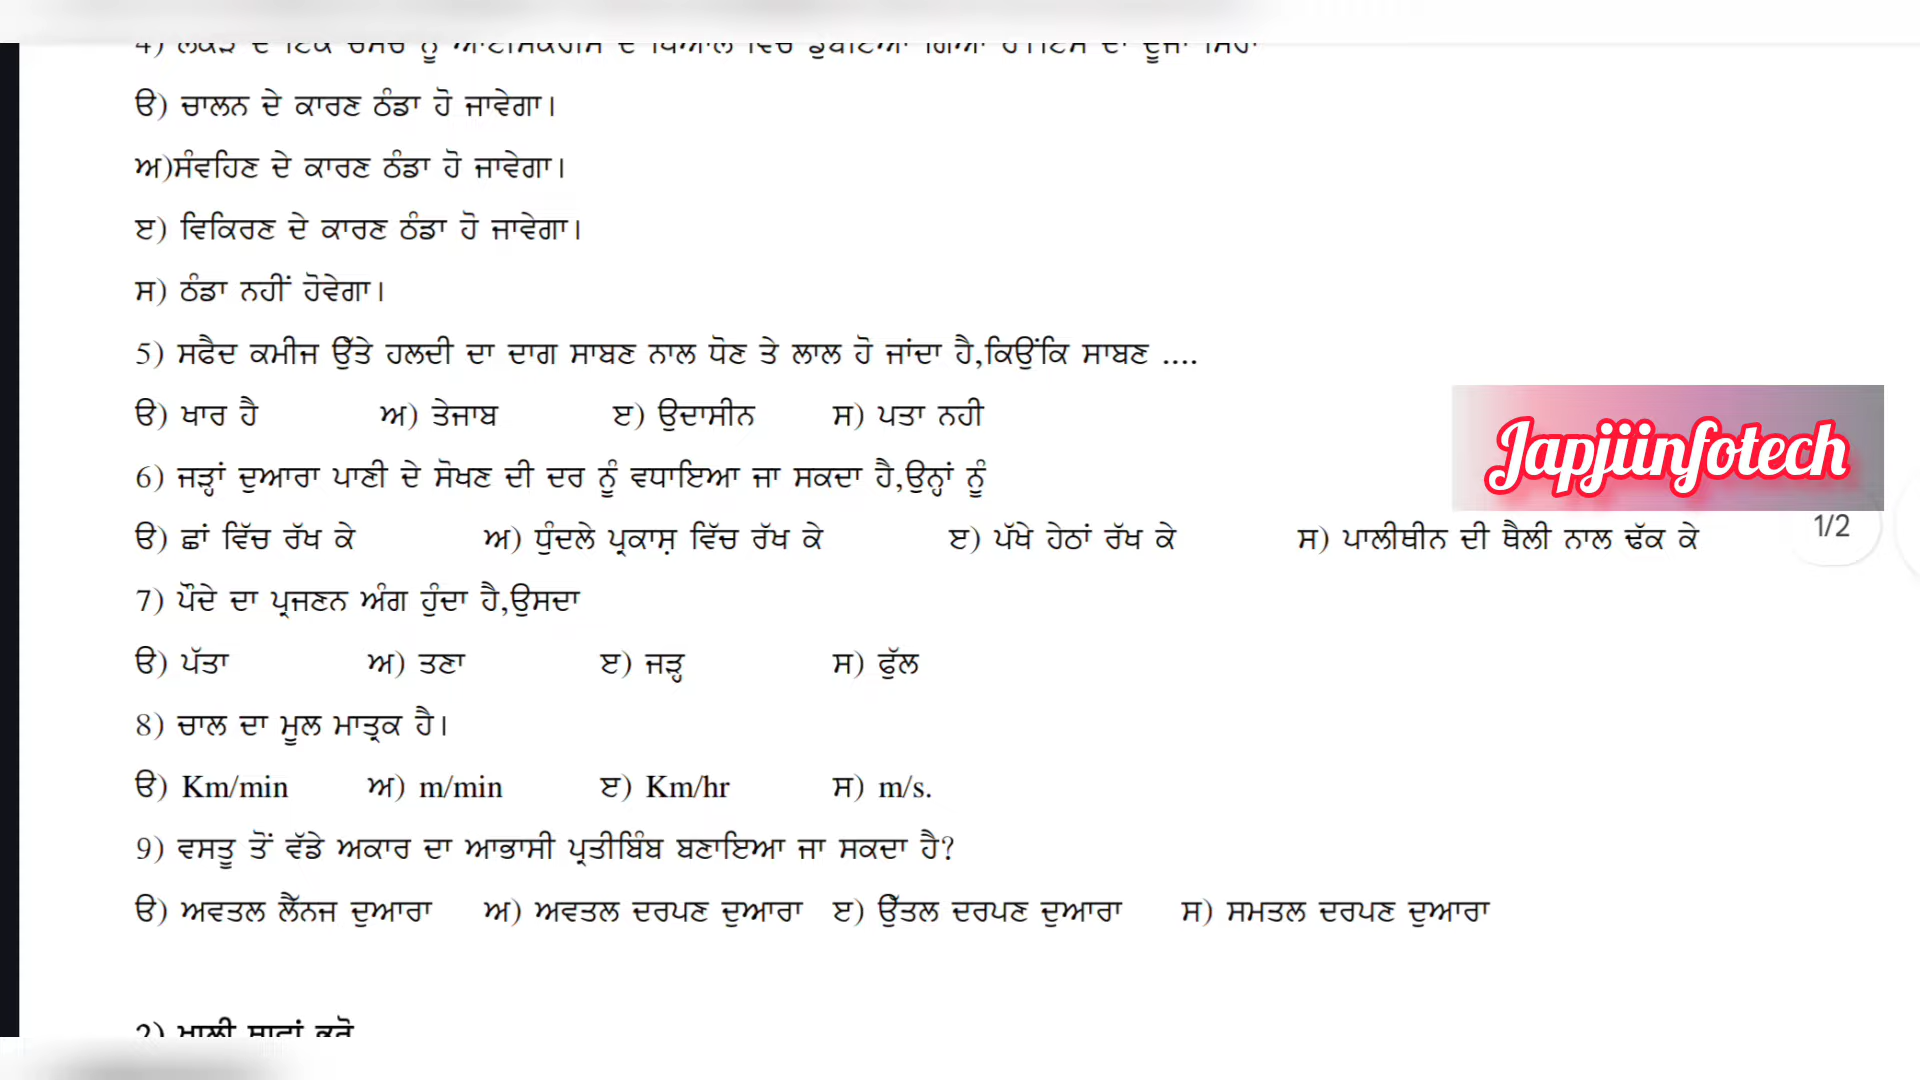 ੳ) ਚਾਲਨ ਦੇ ਕਾਰਣ ਠੰਡਾ ਹੋ ਜਾਵੇਗਾ।
ਅ)ਸੰਵਹਿਣ ਦੇ ਕਾਰਣ ਠੰਡਾ ਹੋ ਜਾਵੇਗਾ।
ੲ) ਵਿਕਿਰਣ ਦੇ ਕਾਰਣ ਠੰਡਾ ਹੋ ਜਾਵੇਗਾ।
ਸ) ਠੰਡਾ ਨਹੀਂ ਹੋਵੇਗਾ।
5) ਸਫੈਦ ਕਮੀਜ ਉੱਤੇ ਹਲਦੀ ਦਾ ਦਾਗ ਸਾਬਣ ਨਾਲ ਧੋਣ ਤੇ ਲਾਲ ਹੋ ਜਾਂਦਾ ਹੈ,ਕਿਉਂਕਿ ਸਾਬਣ ....
ੳ) ਖਾਰ ਹੈ ਅ) ਤੇਜਾਬ ੲ) ਉਦਾਸੀਨ ਸ) ਪਤਾ ਨਹੀ
Japjiinfotech
6) ਜੜ੍ਹਾਂ ਦੁਆਰਾ ਪਾਣੀ ਦੇ ਸੋਖਣ ਦੀ ਦਰ ਨੂੰ ਵਧਾਇਆ ਜਾ ਸਕਦਾ ਹੈ,ਉਨ੍ਹਾਂ ਨੂੰ
ੳ) ਛਾਂ ਵਿੱਚ ਰੱਖ ਕੇ ਅ) ਧੁੰਦਲੇ ਪ੍ਰਕਾਸ਼ ਵਿੱਚ ਰੱਖ ਕੇ ੲ) ਪੱਖੇ ਹੇਠਾਂ ਰੱਖ ਕੇ ਸ) ਪਾਲੀਥੀਨ ਦੀ ਥੈਲੀ ਨਾਲ ਢੱਕ ਕੇ
1/2
7) ਪੌਦੇ ਦਾ ਪ੍ਰਜਣਨ ਅੰਗ ਹੁੰਦਾ ਹੈ,ਉਸਦਾ
ੳ) ਪੱਤਾ ਅ) ਤਣਾ ੲ) ਜੜ੍ਹ ਸ) ਫੁੱਲ
8) ਚਾਲ ਦਾ ਮੂਲ ਮਾਤ੍ਰਕ ਹੈ।
ੳ) Km/min ਅ) m/min ੲ) Km/hr ਸ) m/s.
9) ਵਸਤੂ ਤੋਂ ਵੱਡੇ ਅਕਾਰ ਦਾ ਆਭਾਸੀ ਪ੍ਰਤੀਬਿੰਬ ਬਣਾਇਆ ਜਾ ਸਕਦਾ ਹੈ?
ੳ) ਅਵਤਲ ਲੈੱਨਜ ਦੁਆਰਾ ਅ) ਅਵਤਲ ਦਰਪਣ ਦੁਆਰਾ ੲ) ਉੱਤਲ ਦਰਪਣ ਦੁਆਰਾ ਸ) ਸਮਤਲ ਦਰਪਣ ਦੁਆਰਾ